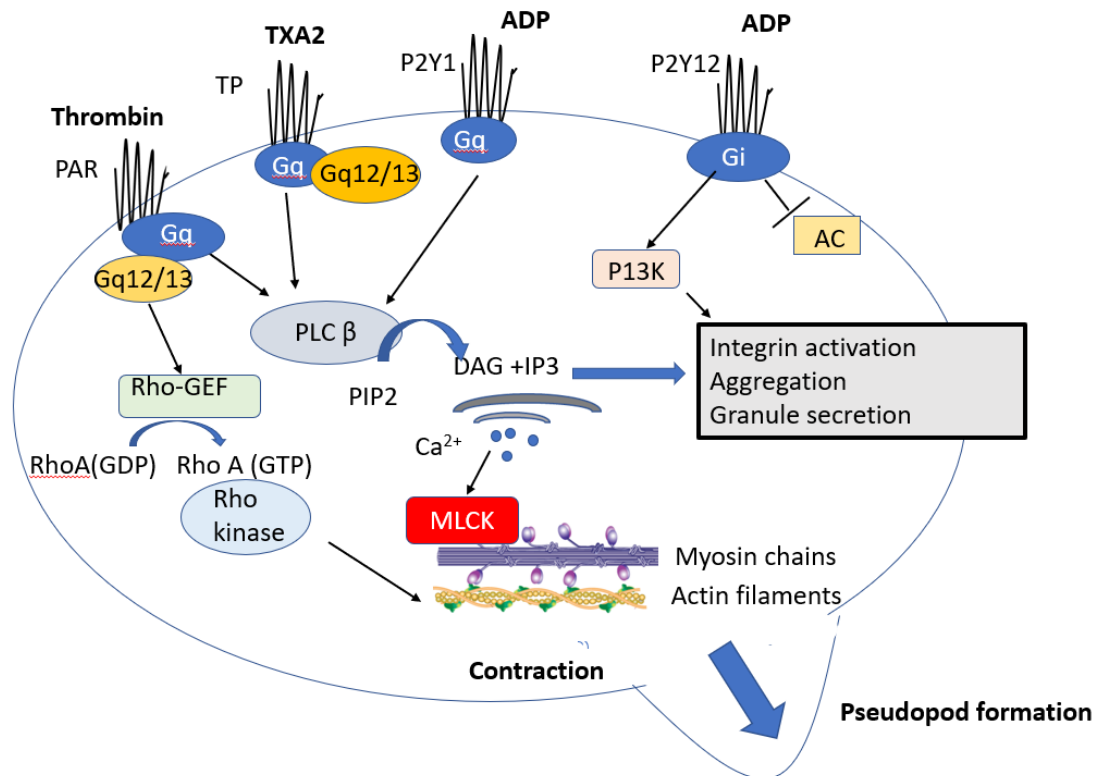 ADP
ADP
TXA2
P2Y1
P2Y12
TP
Thrombin
PAR
Gq
Gq
Gq12/13
Gi
Gq
Gq12/13
AC
P13K
PLC β
DAG +IP3
PIP2
Integrin activation
Aggregation
Granule secretion
Rho-GEF
RhoA(GDP)
Rho A (GTP)
Ca2+
Rho
kinase
MLCK
Myosin chains
Actin filaments
Contraction
Pseudopod formation